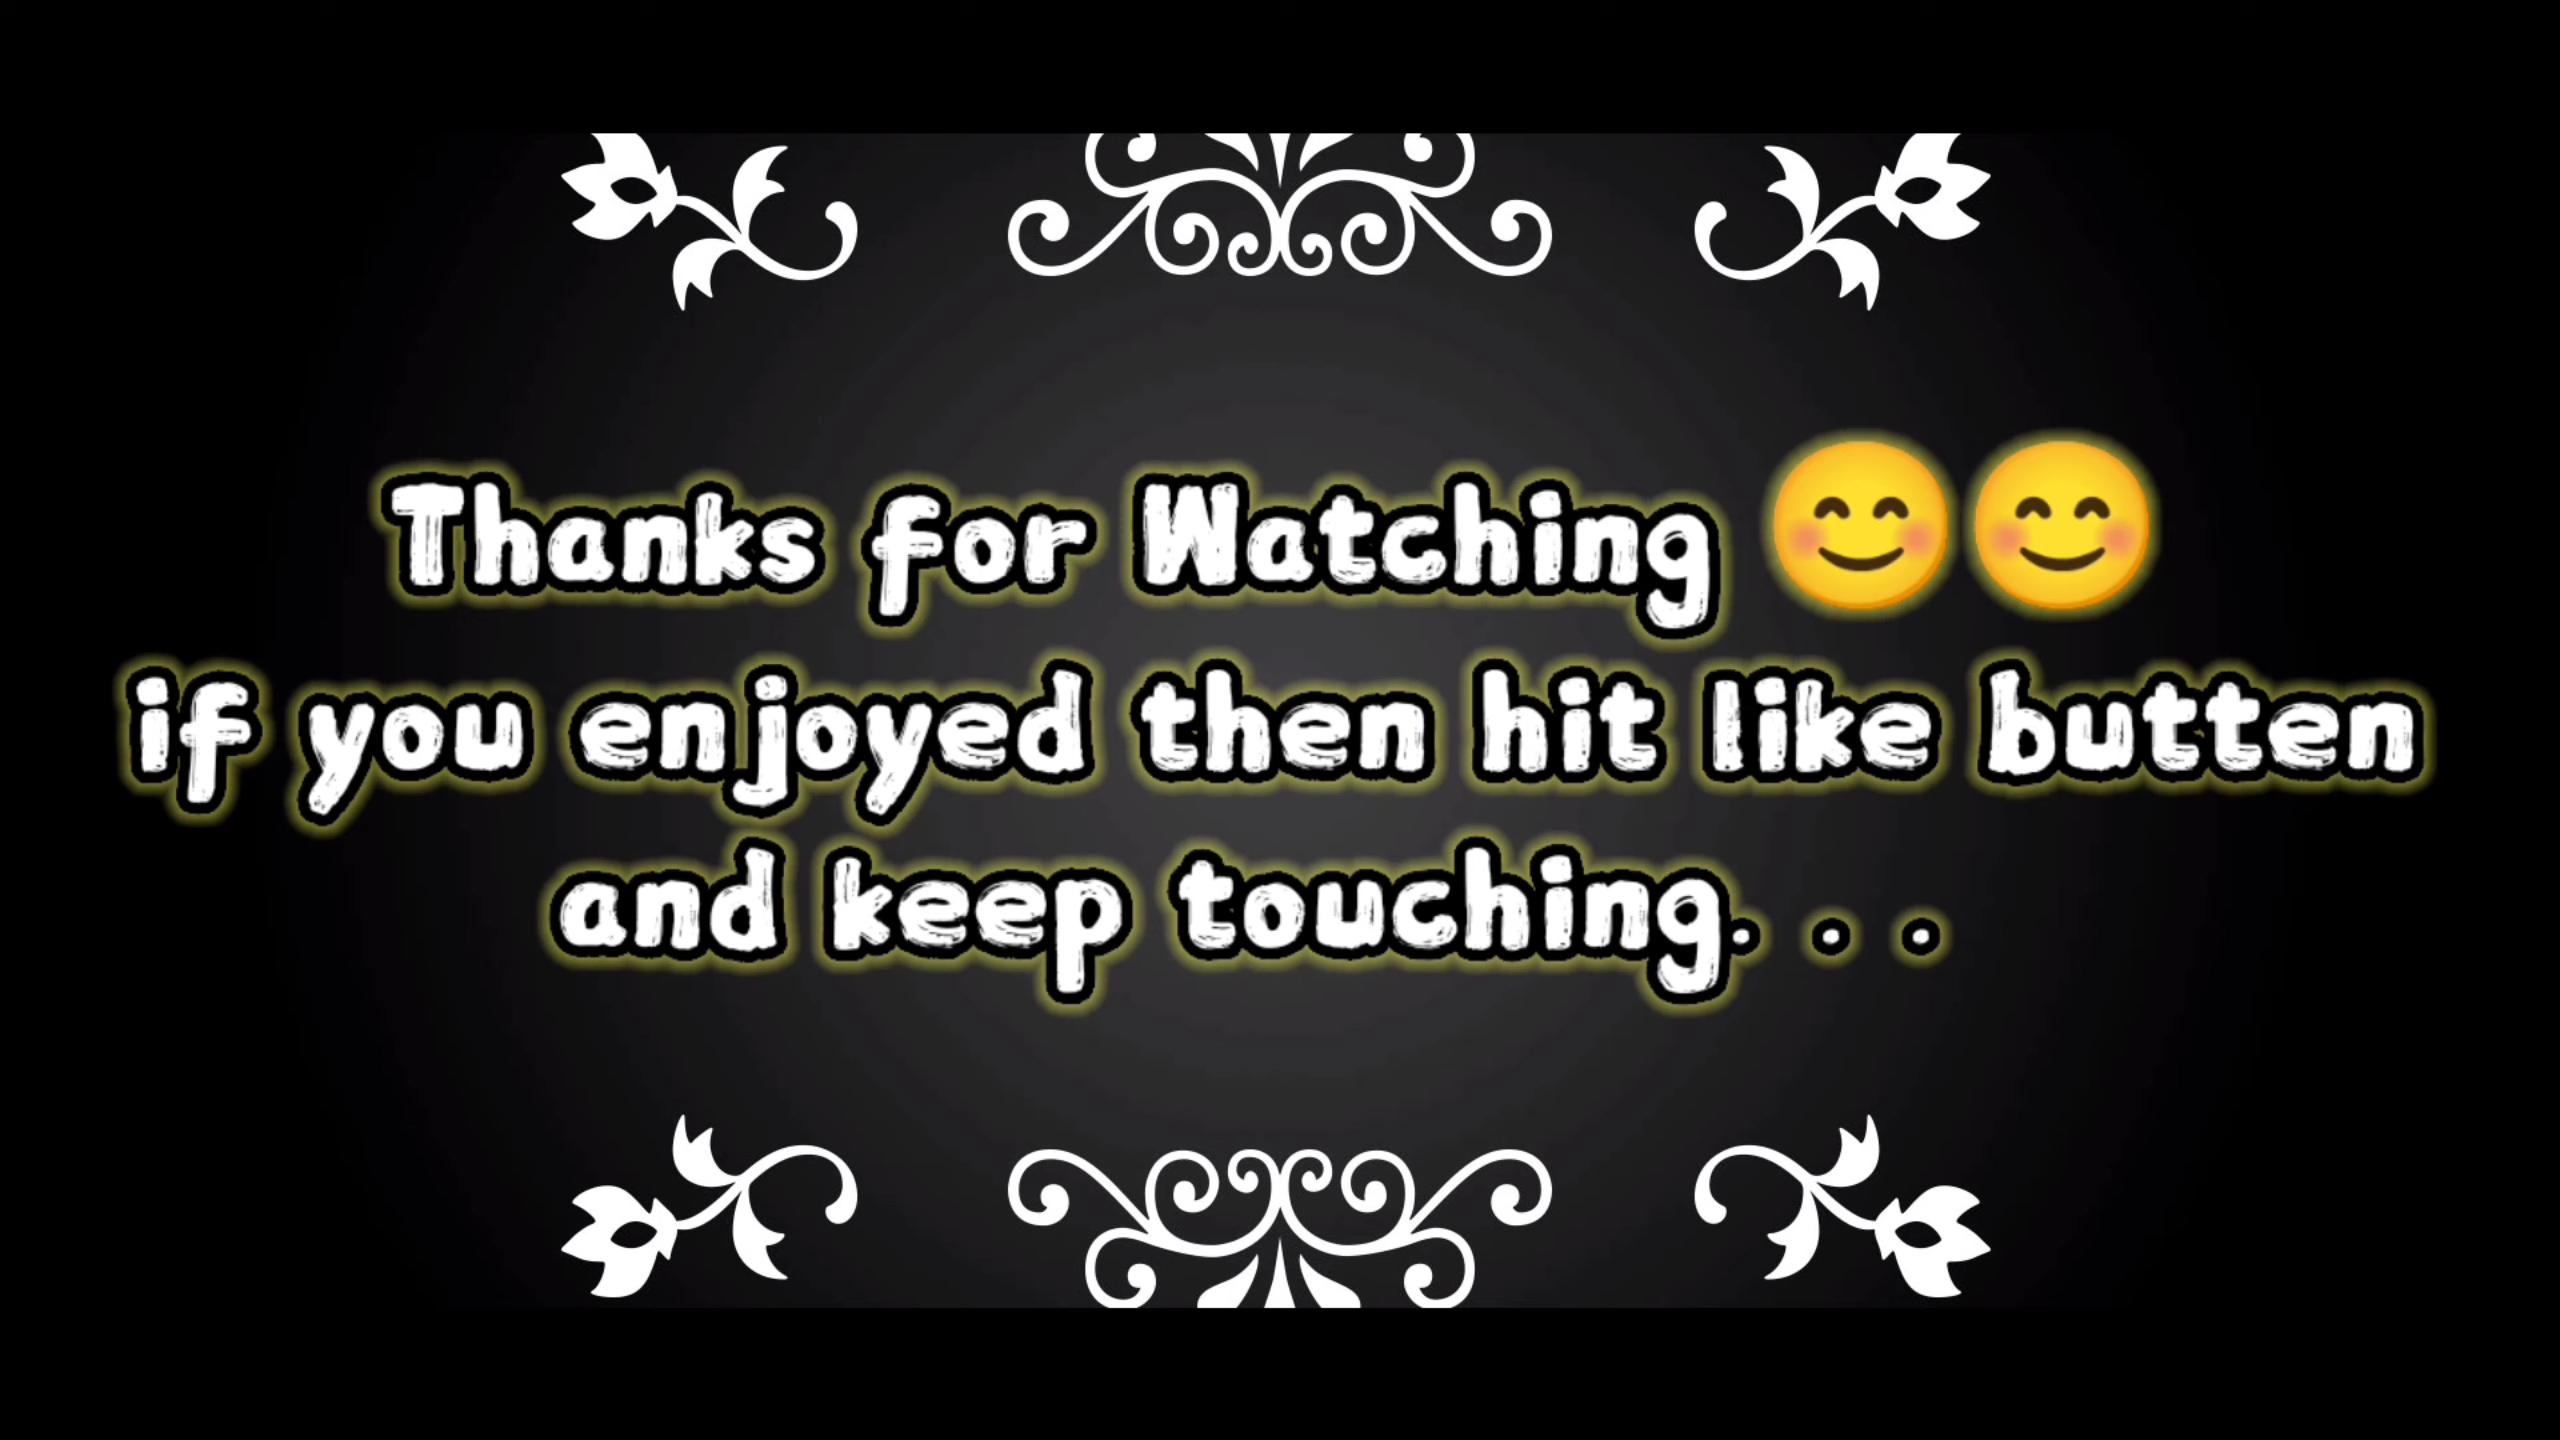 Thanks for Watching 😊😊
if you enjoyed then hit like butten
and keep touching. . .